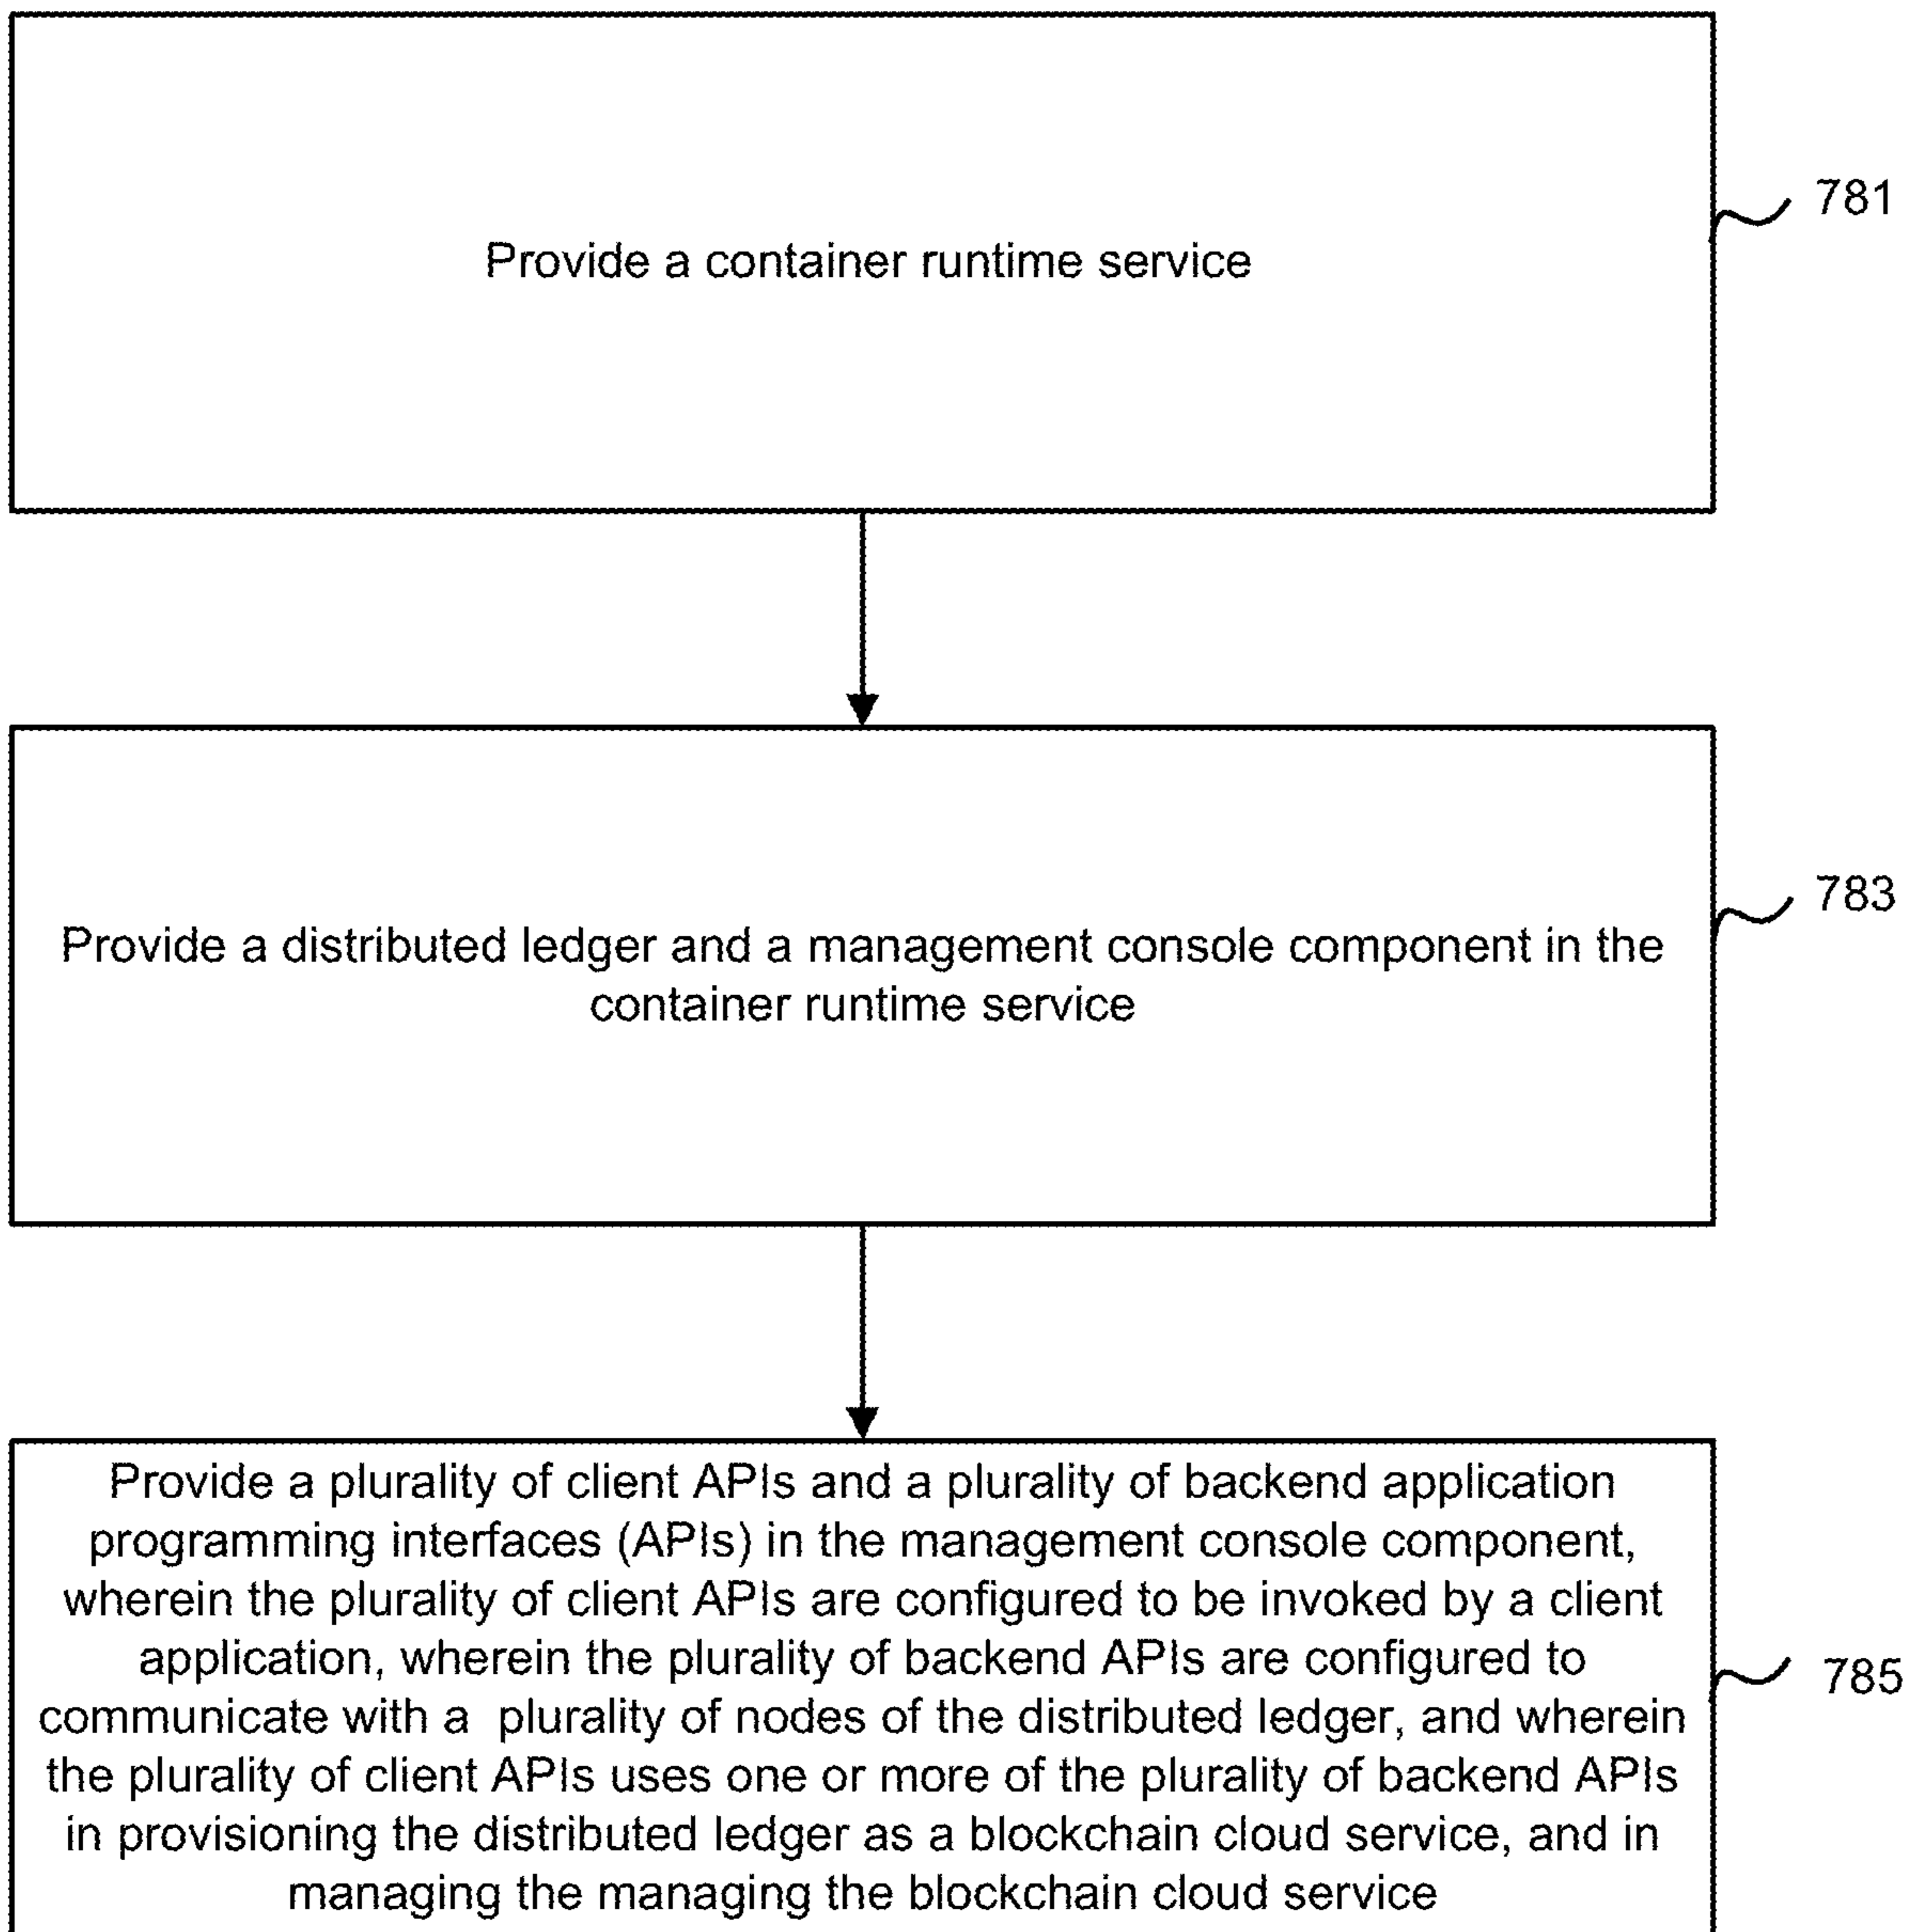 Provide a container runtime service
781
Provide a distributed ledger and a management console component in the
container runtime service
783
Provide a plurality of client APIs and a plurality of backend application
programming interfaces (APIs) in the management console component,
wherein the plurality of client APIs are configured to be invoked by a client
application, wherein the plurality of backend APIs are configured to
communicate with a plurality of nodes of the distributed ledger, and wherein
the plurality of client APIs uses one or more of the plurality of backend APIs
in provisioning the distributed ledger as a blockchain cloud service, and in
managing the managing the blockchain cloud service
785